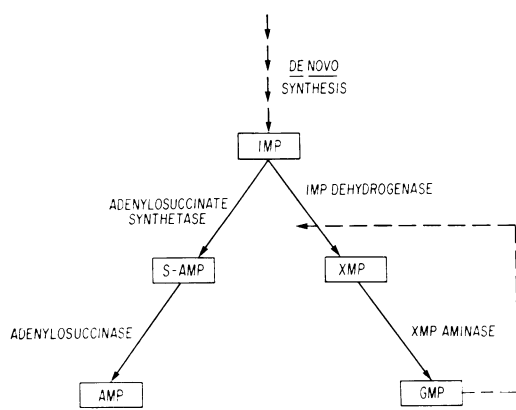 DE NOVO
SYNTHESIS
IMP
ADENYLOSUCCINATE
SYNTHETASE
IMP DEHYDROGENASE
S-AMP
XMP
ADENYLOSUCCINASE
XMP AMINASE
AMP
GMP